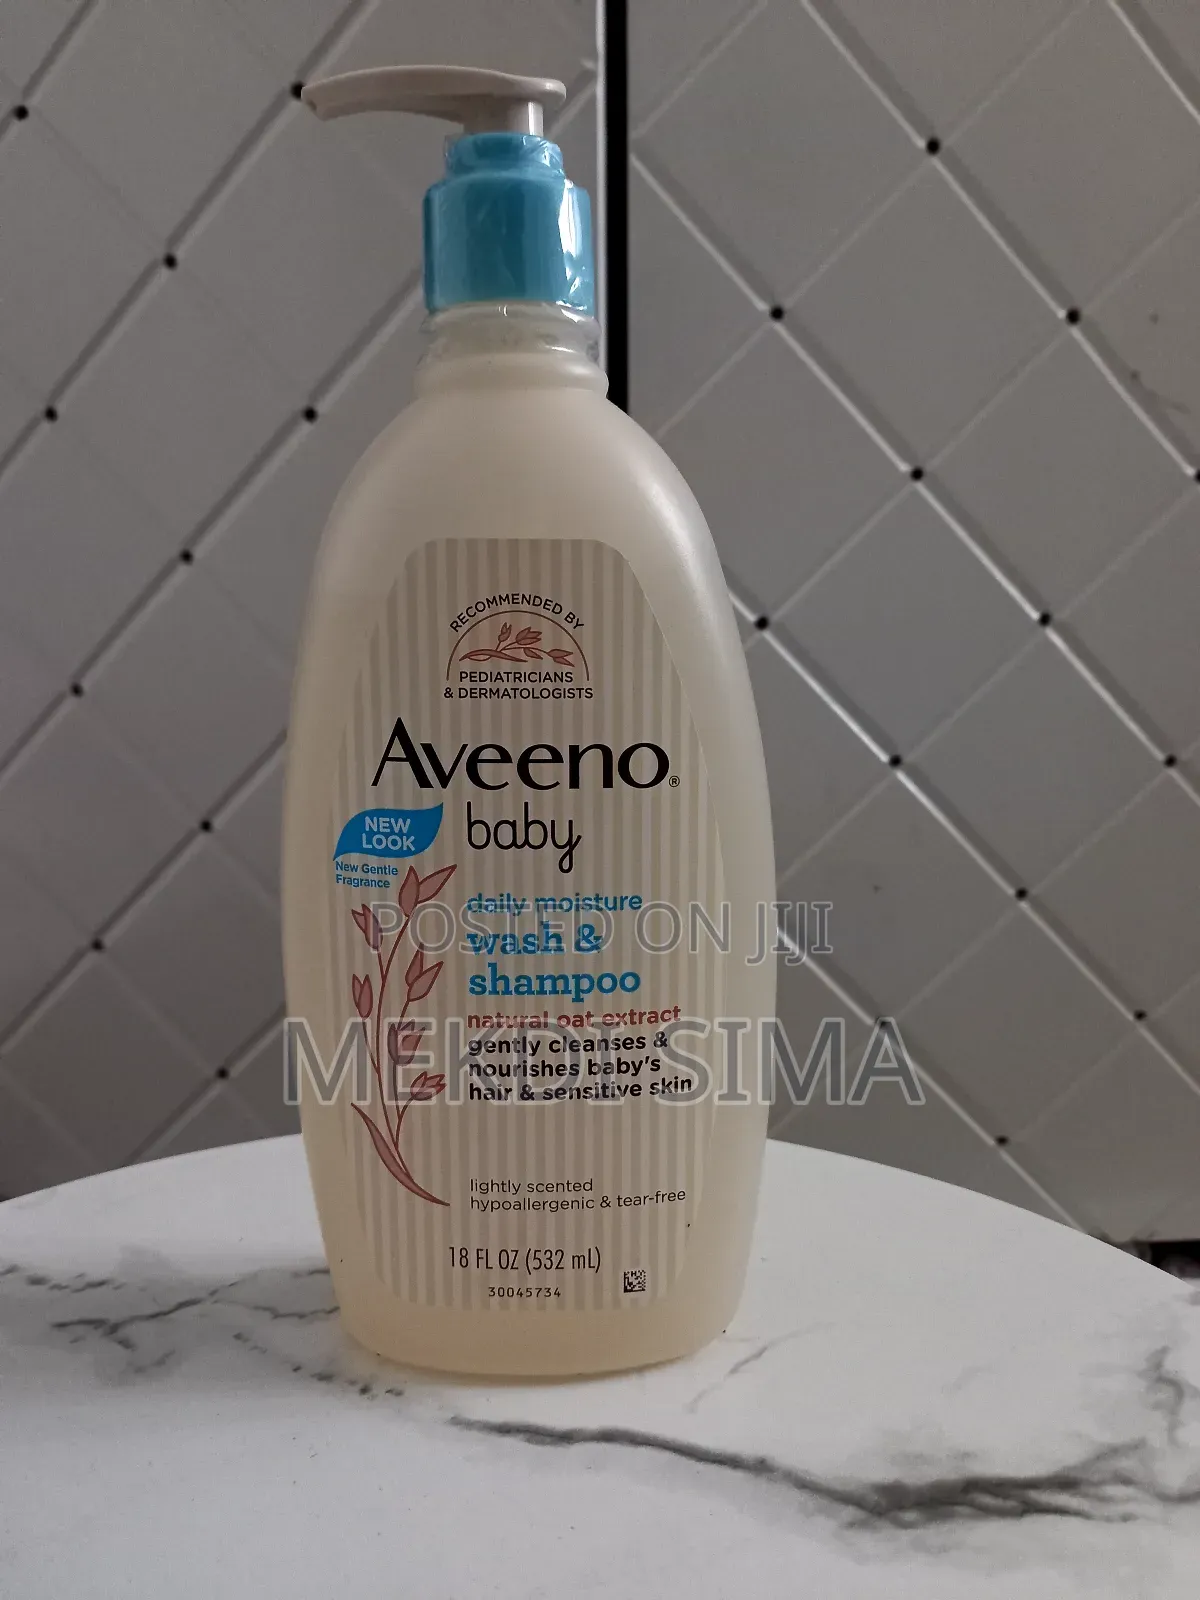 RECOMMENDED BY
PEDIATRICIANS
& DERMATOLOGISTS
Aveeno®
baby
NEW
LOOK
New Gentle
Fragrance
daily moisture
POSTED ON JIJI
wash &
shampoo
natural oat extract
MEKDI SIMA
gently cleanses &
nourishes baby's
hair & sensitive skin
lightly scented
hypoallergenic & tear-free
18 FL OZ (532 mL)
30045734